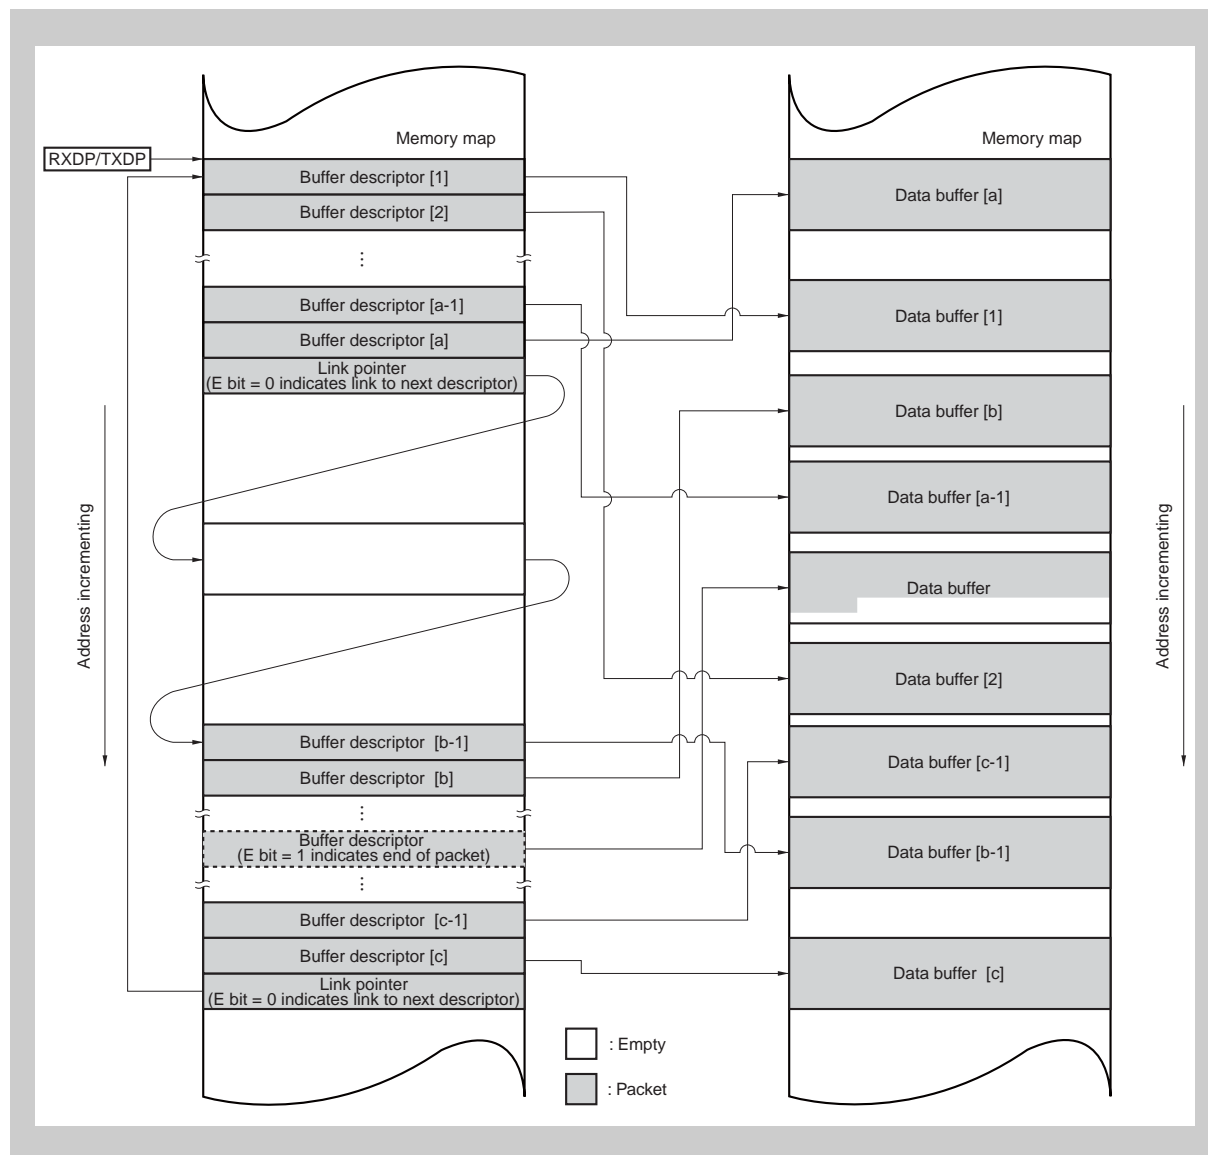 Memory map
RXDP/TXDP
Buffer descriptor [1]
Buffer descriptor [2]
⋮
Buffer descriptor [a-1]
Buffer descriptor [a]
Link pointer
(E bit = 0 indicates link to next descriptor)
Address incrementing
Buffer descriptor [b-1]
Buffer descriptor [b]
⋮
Buffer descriptor
(E bit = 1 indicates end of packet)
⋮
Buffer descriptor [c-1]
Buffer descriptor [c]
Link pointer
(E bit = 0 indicates link to next descriptor)
Memory map
Data buffer [a]
Data buffer [1]
Data buffer [b]
Data buffer [a-1]
Data buffer
Data buffer [2]
Data buffer [c-1]
Data buffer [b-1]
Data buffer [c]
Address incrementing
: Empty
: Packet